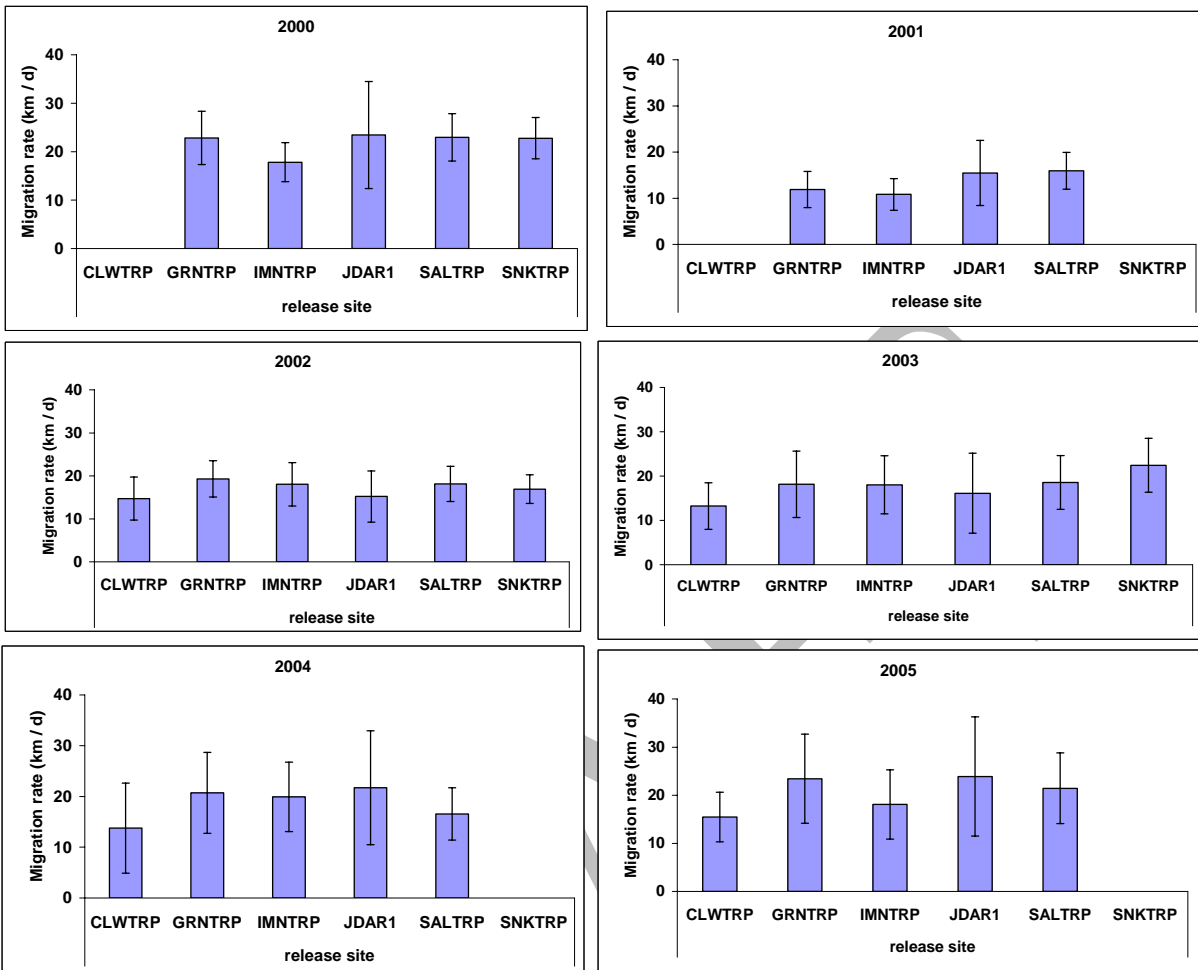 2000
Migration rate (km / d)
40
30
20
10
0
CLWTRP GRNTRP IMNTRP JDAR1 SALTRP SNKTRP
release site
2001
Migration rate (km / d)
40
30
20
10
0
CLWTRP GRNTRP IMNTRP JDAR1 SALTRP SNKTRP
release site
2002
Migration rate (km / d)
40
30
20
10
0
CLWTRP GRNTRP IMNTRP JDAR1 SALTRP SNKTRP
release site
2003
Migration rate (km / d)
40
30
20
10
0
CLWTRP GRNTRP IMNTRP JDAR1 SALTRP SNKTRP
release site
2004
Migration rate (km / d)
40
30
20
10
0
CLWTRP GRNTRP IMNTRP JDAR1 SALTRP SNKTRP
release site
2005
Migration rate (km / d)
40
30
20
10
0
CLWTRP GRNTRP IMNTRP JDAR1 SALTRP SNKTRP
release site